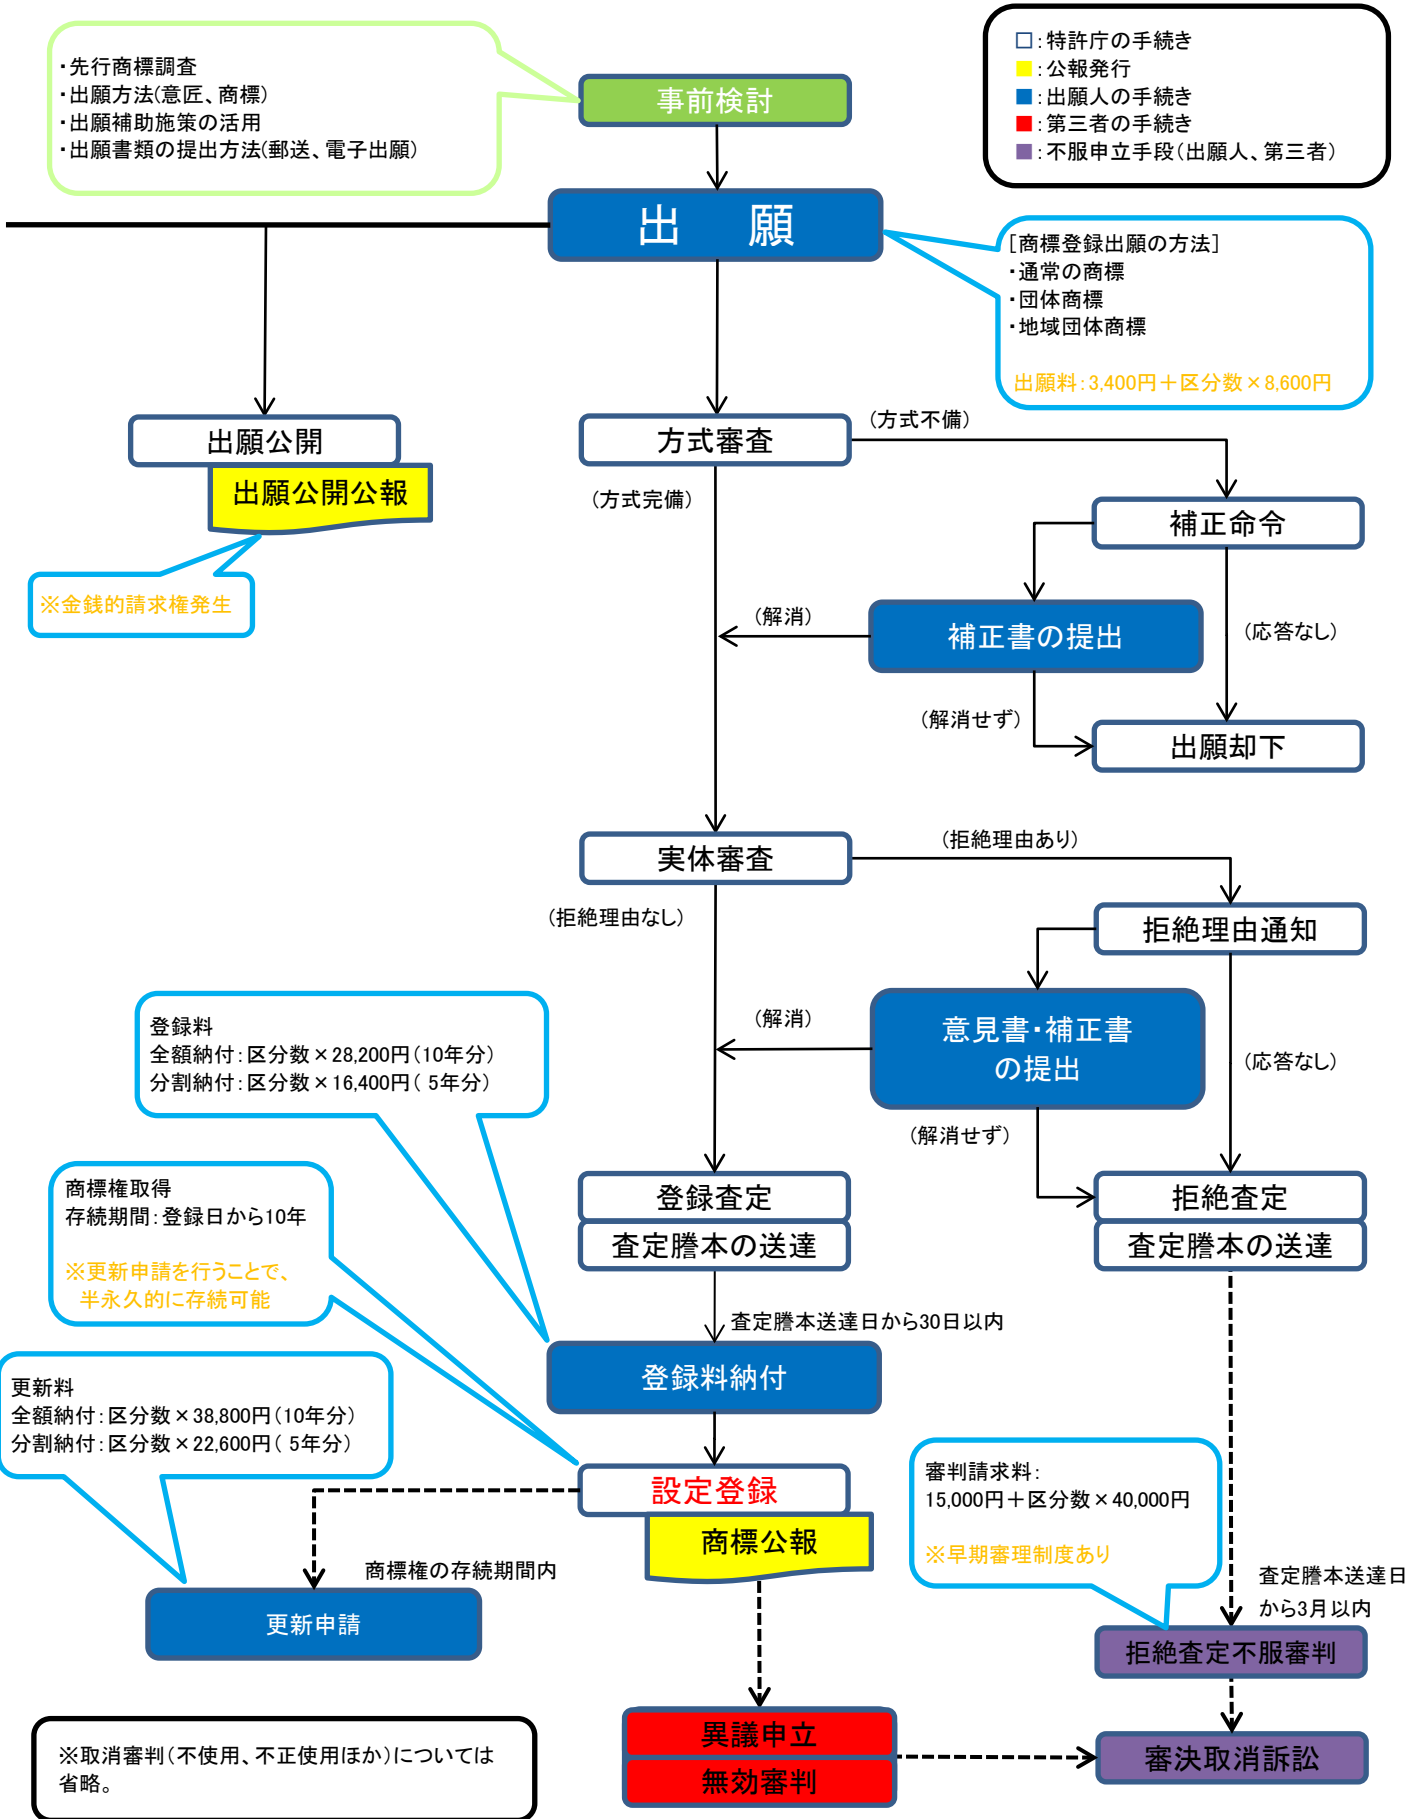 ・先行商標調査
・出願方法(意匠、商標)
・出願補助施策の活用
・出願書類の提出方法(郵送、電子出願)
事前検討
□:特許庁の手続き
■:公報発行
■:出願人の手続き
■:第三者の手続き
■:不服申立手段(出願人、第三者)
出 願
[商標登録出願の方法]
・通常の商標
・団体商標
・地域団体商標
出願料:3,400円+区分数×8,600円
出願公開
出願公開公報
※金銭的請求権発生
方式審査
(方式不備)
(方式完備)
補正命令
補正書の提出
(解消)
(応答なし)
(解消せず)
出願却下
実体審査
(拒絶理由あり)
(拒絶理由なし)
拒絶理由通知
意見書・補正書
の提出
(解消)
(応答なし)
(解消せず)
登録料
全額納付:区分数×28,200円(10年分)
分割納付:区分数×16,400円( 5年分)
登録査定
査定謄本の送達
拒絶査定
査定謄本の送達
商標権取得
存続期間:登録日から10年
※更新申請を行うことで、
半永久的に存続可能
査定謄本送達日から30日以内
登録料納付
更新料
全額納付:区分数×38,800円(10年分)
分割納付:区分数×22,600円( 5年分)
設定登録
商標公報
商標権の存続期間内
更新申請
審判請求料:
15,000円+区分数×40,000円
※早期審理制度あり
査定謄本送達日
から3月以内
拒絶査定不服審判
異議申立
無効審判
審決取消訴訟
※取消審判(不使用、不正使用ほか)については
省略。